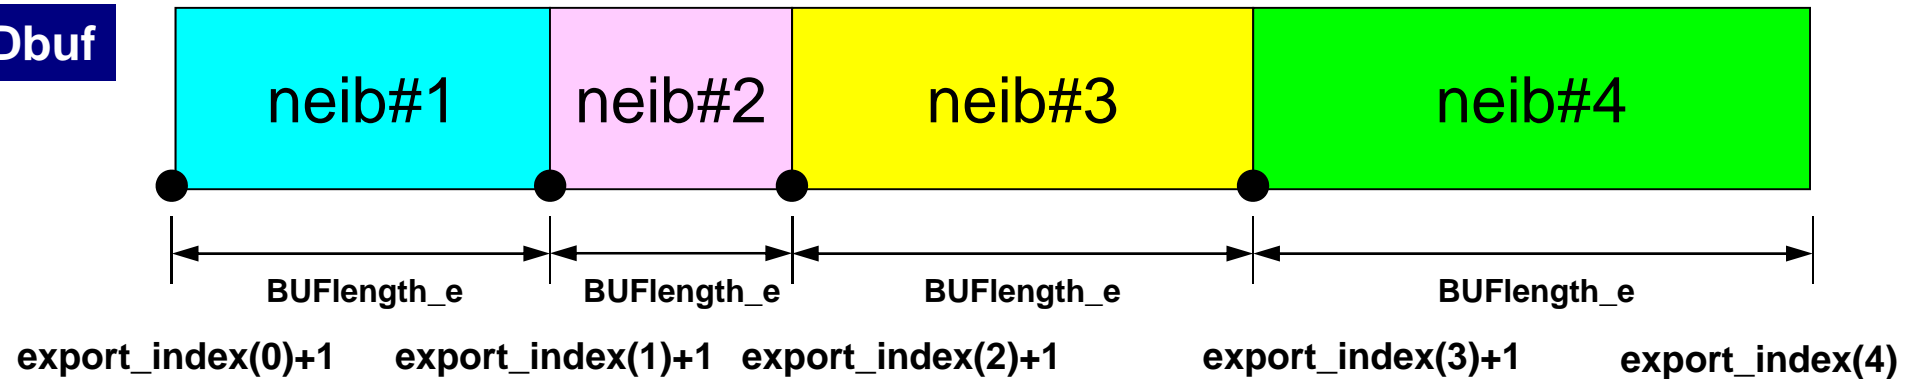 Dbuf
neib#1 neib#2 neib#3 neib#4
BUFlength_e BUFlength_e BUFlength_e BUFlength_e
export_index(0)+1 export_index(1)+1 export_index(2)+1 export_index(3)+1 export_index(4)